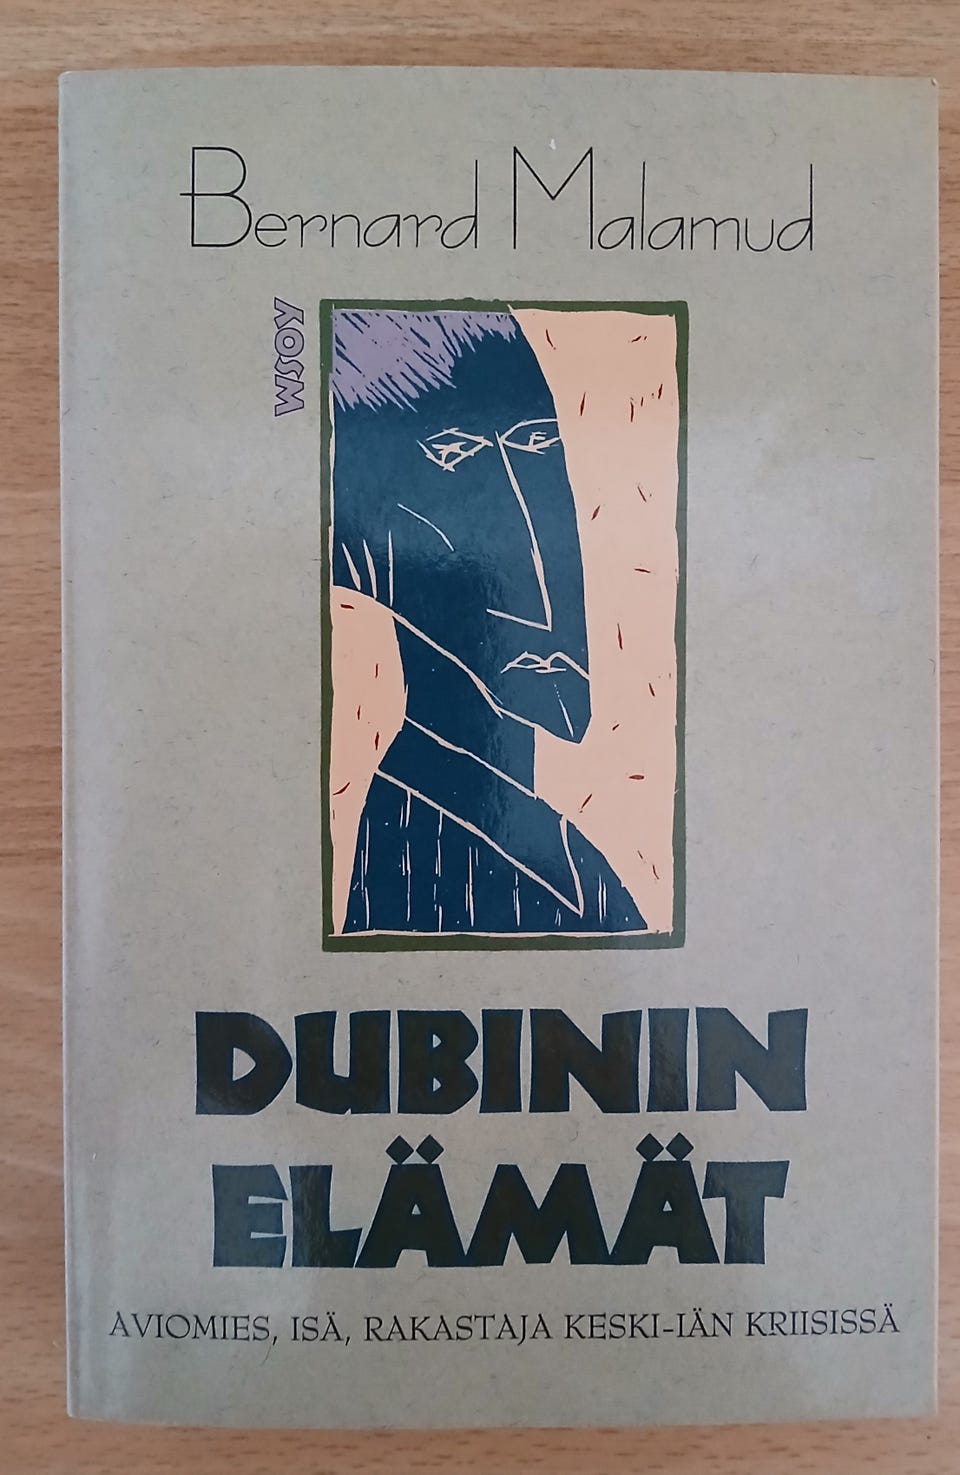 Bernard Malamud
WSOY
DUBININ
ELÄMÄT
AVIOMIES, ISÄ, RAKASTAJA KESKI-IÄN KRIISISSÄ